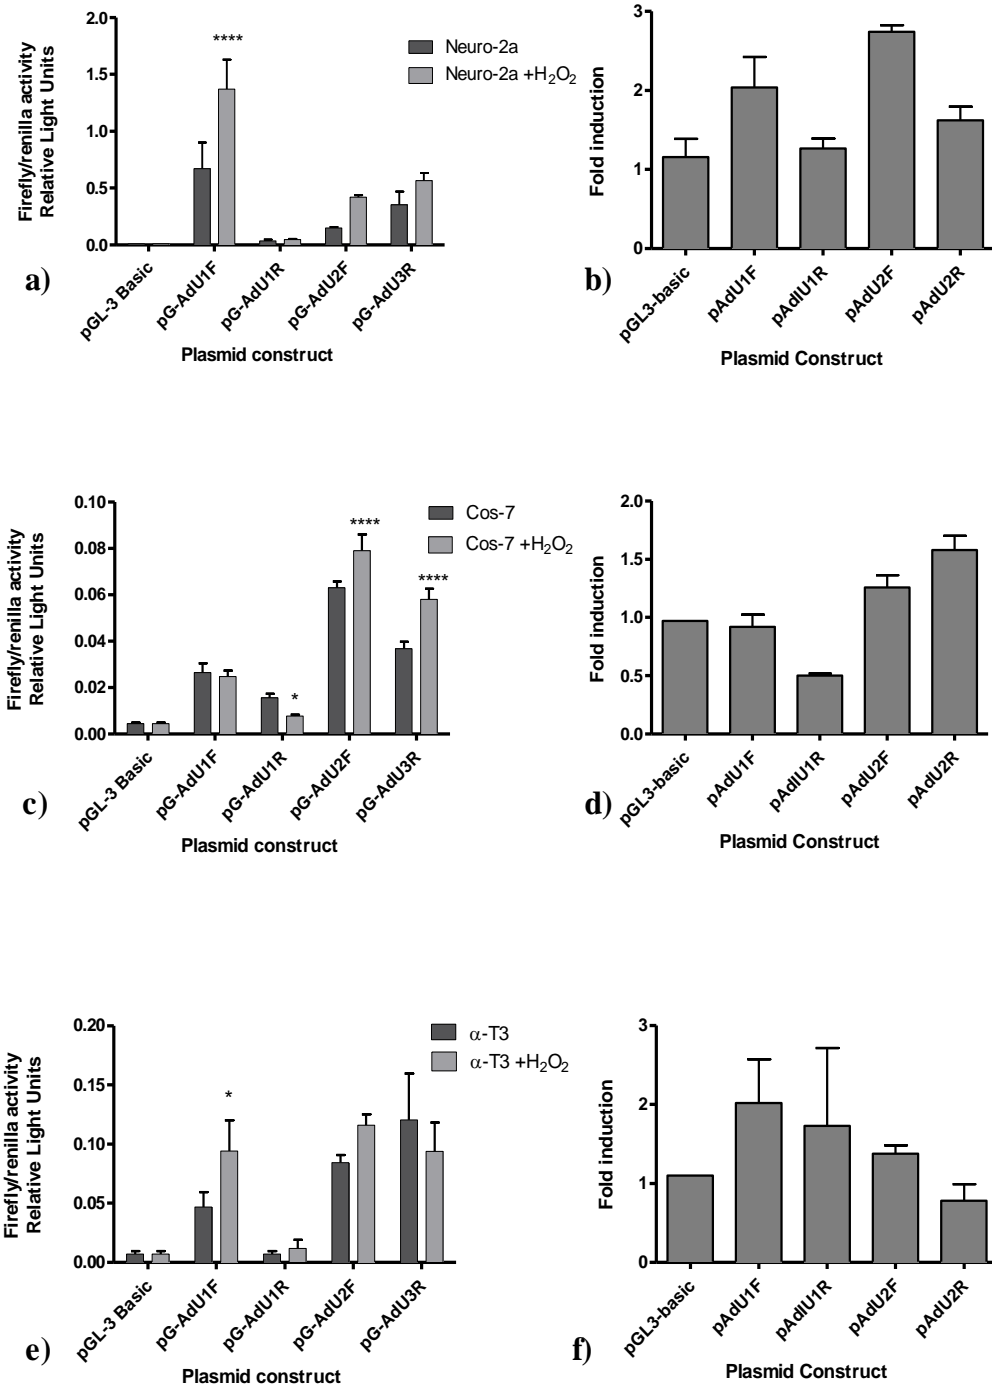 Firefly/renilla activity
Relative Light Units
2.0
1.5
1.0
0.5
0.0
****
Neuro-2a
Neuro-2a +H₂O₂
pGL-3 Basic
pG-AdU1F
pG-AdU1R
pG-AdU2F
pG-AdU3R
Plasmid construct
a)
Fold induction
3
2
1
0
pGL3-basic
pAdU1F
pAdIU1R
pAdU2F
pAdU2R
Plasmid Construct
b)
Firefly/renilla activity
Relative Light Units
0.10
0.08
0.06
0.04
0.02
0.00
*
****
****
Cos-7
Cos-7 +H₂O₂
pGL-3 Basic
pG-AdU1F
pG-AdU1R
pG-AdU2F
pG-AdU3R
Plasmid construct
c)
Fold induction
2.0
1.5
1.0
0.5
0.0
pGL3-basic
pAdU1F
pAdIU1R
pAdU2F
pAdU2R
Plasmid Construct
d)
Firefly/renilla activity
Relative Light Units
0.20
0.15
0.10
0.05
0.00
*
α-T3
α-T3 +H₂O₂
pGL-3 Basic
pG-AdU1F
pG-AdU1R
pG-AdU2F
pG-AdU3R
Plasmid construct
e)
Fold induction
3
2
1
0
pGL3-basic
pAdU1F
pAdIU1R
pAdU2F
pAdU2R
Plasmid Construct
f)